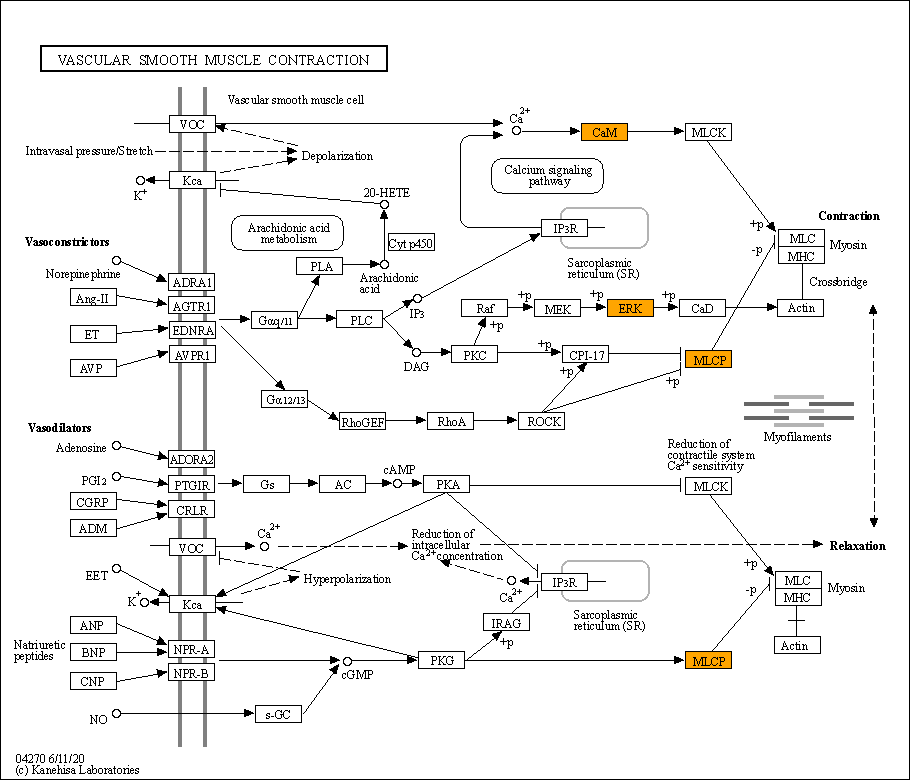 VASCULAR SMOOTH MUSCLE CONTRACTION
Vascular smooth muscle cell
Ca2+
VOC
CaM
MLCK
Intravasal pressure/Stretch
Depolarization
Calcium signaling
pathway
Kca
K+
20-HETE
+p
Contraction
Arachidonic acid
metabolism
Cyt p450
IP3R
-p
MLC
Myosin
MHC
Vasoconstrictors
PLA
Arachidonic
acid
Sarcoplasmic
reticulum (SR)
Norepinephrine
ADRA1
Crossbridge
Ang-II
AGTR1
IP3
+p
+p
+p
Gαq/11
PLC
Raf
MEK
ERK
CaD
Actin
ET
EDNRA
+p
+p
AVP
AVPR1
DAG
PKC
CPI-17
MLCP
+p
+p
Gα12/13
RhoGEF
RhoA
ROCK
Myofilaments
Vasodilators
Adenosine
ADORA2
Reduction of
contractile system
Ca2+ sensitivity
cAMP
PGI2
PTGIR
Gs
AC
PKA
MLCK
CGRP
CRLR
ADM
VOC
Ca2+
Reduction of
intracellular
Ca2+ concentration
Relaxation
EET
Hyperpolarization
+p
K+
Kca
Ca2+
IP3R
-p
MLC
Myosin
MHC
ANP
IRAG
Sarcoplasmic
reticulum (SR)
+p
Natriuretic
peptides
BNP
NPR-A
Actin
CNP
NPR-B
cGMP
PKG
MLCP
NO
s-GC
04270 6/11/20
(c) Kanehisa Laboratories